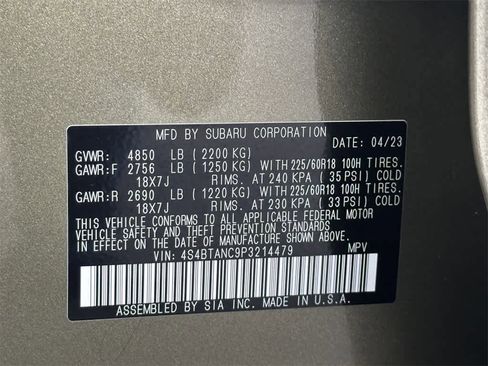 MFD BY SUBARU CORPORATION
DATE: 04/23
GVWR: 4850 LB ( 2200 KG)
GAWR:F 2756 LB ( 1250 KG) WITH 225/60R18 100H TIRES.
18X7J RIMS. AT 240 KPA ( 35 PSI) COLD
GAWR:R 2690 LB ( 1220 KG) WITH 225/60R18 100H TIRES.
18X7J RIMS. AT 230 KPA ( 33 PSI) COLD
THIS VEHICLE CONFORMS TO ALL APPLICABLE FEDERAL MOTOR
VEHICLE SAFETY, BUMPER, AND THEFT PREVENTION STANDARDS
IN EFFECT ON THE DATE OF MANUFACTURE SHOWN ABOVE.
VIN: 4S4BTANC9P3214479 MPV
ASSEMBLED BY SIA INC. MADE IN U.S.A.